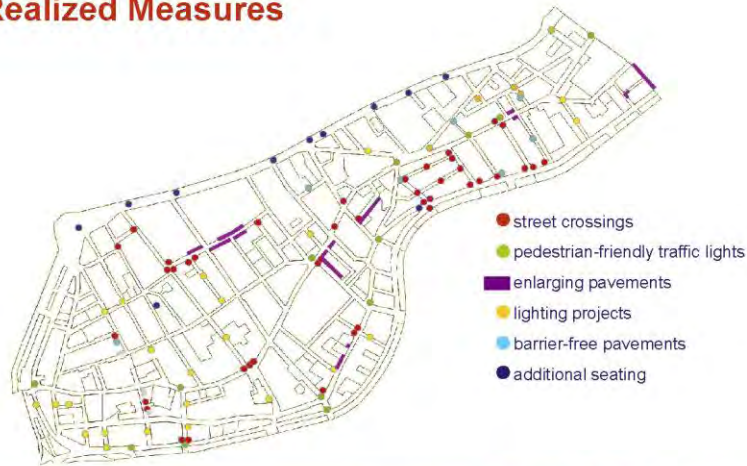 Realized Measures
street crossings
pedestrian-friendly traffic lights
enlarging pavements
lighting projects
barrier-free pavements
additional seating